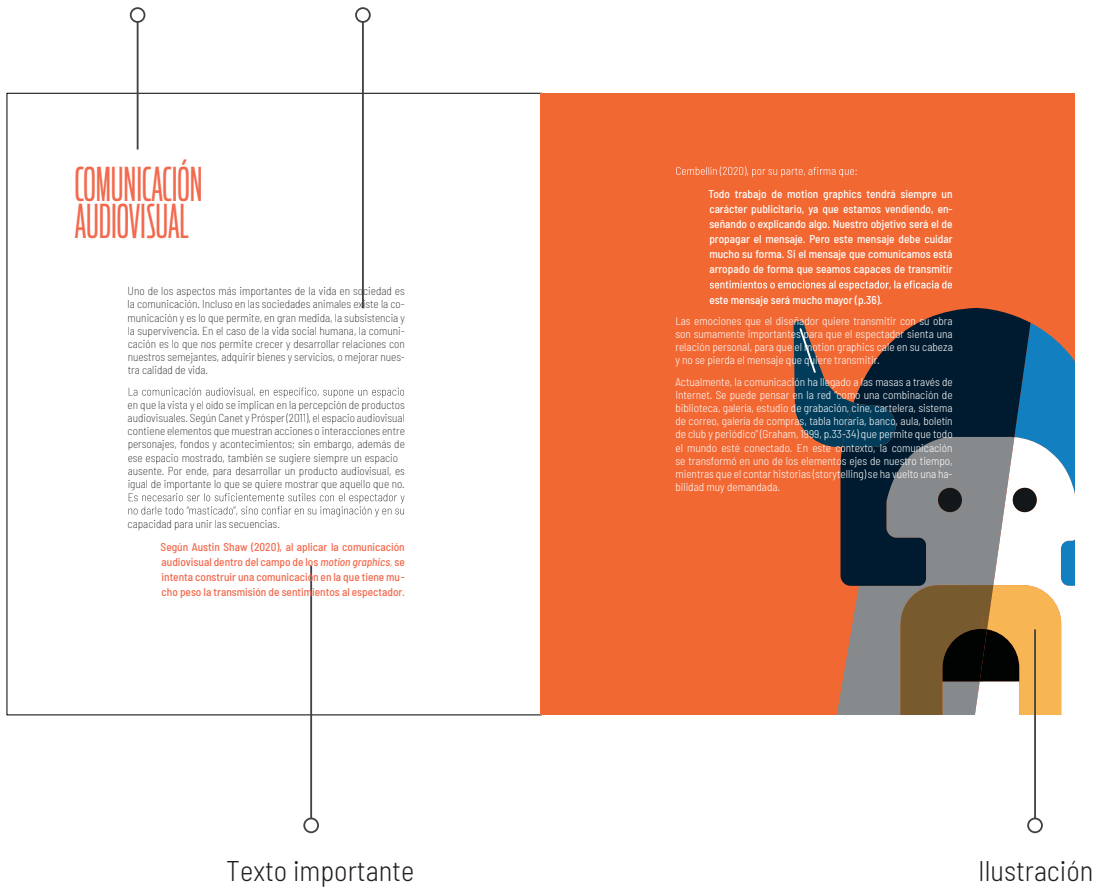 COMUNICACIÓN
AUDIOVISUAL
Uno de los aspectos más importantes de la vida en sociedad es
la comunicación. Incluso en las sociedades animales existe la co-
municación y es lo que permite, en gran medida, la subsistencia y
la supervivencia. En el caso de la vida social humana, la comuni-
cación es lo que nos permite crecer y desarrollar relaciones con
nuestros semejantes, adquirir bienes y servicios, o mejorar nues-
tra calidad de vida.
La comunicación audiovisual, en específico, supone un espacio
en que la vista y el oído se implican en la percepción de productos
audiovisuales. Según Canet y Prósper (2011), el espacio audiovisual
contiene elementos que muestran acciones o interacciones entre
personajes, fondos y acontecimientos; sin embargo, además de
ese espacio mostrado, también se sugiere siempre un espacio
ausente. Por ende, para desarrollar un producto audiovisual, es
igual de importante lo que se quiere mostrar que aquello que no.
Es necesario ser lo suficientemente sutiles con el espectador y
no darle todo "masticado", sino confiar en su imaginación y en su
capacidad para unir las secuencias.
Según Austin Shaw (2020), al aplicar la comunicación
audiovisual dentro del campo de los motion graphics, se
intenta construir una comunicación en la que tiene mu-
cho peso la transmisión de sentimientos al espectador.
Cembellín (2020), por su parte, afirma que:
Todo trabajo de motion graphics tendrá siempre un
carácter publicitario, ya que estamos vendiendo, en-
señando o explicando algo. Nuestro objetivo será el de
propagar el mensaje. Pero este mensaje debe cuidar
mucho su forma. Si el mensaje que comunicamos está
arropado de forma que seamos capaces de transmitir
sentimientos o emociones al espectador, la eficacia de
este mensaje será mucho mayor (p.36).
Las emociones que el diseñador quiere transmitir con su obra
son sumamente importantes para que el espectador sienta una
relación personal, para que el motion graphics cale en su cabeza
y no se pierda el mensaje que quiere transmitir.
Actualmente, la comunicación ha llegado a las masas a través de
Internet. Se puede pensar en la red "como una combinación de
biblioteca, galería, estudio de grabación, cine, cartelera, sistema
de correo, galería de compras, tabla horaria, banco, aula, boletín
de club y periódico" (Graham, 1999, p.33-34) que permite que todo
el mundo esté conectado. En este contexto, la comunicación
se transformó en uno de los elementos ejes de nuestro tiempo,
mientras que el contar historias (storytelling) se ha vuelto una ha-
bilidad muy demandada.
Texto importante
Ilustración